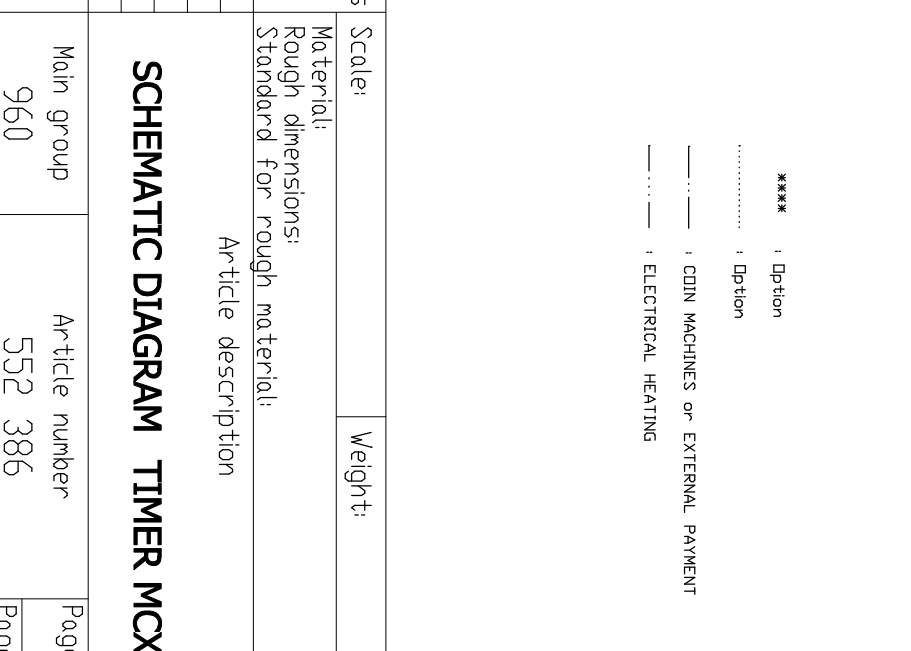 **** : Option
: Option
: COIN MACHINES or EXTERNAL PAYMENT
: ELECTRICAL HEATING
Scale:
Weight:
Material:
Rough dimensions:
Standard for rough material:
Article description
SCHEMATIC DIAGRAM TIMER MCX
Main group
960
Article number
552 386